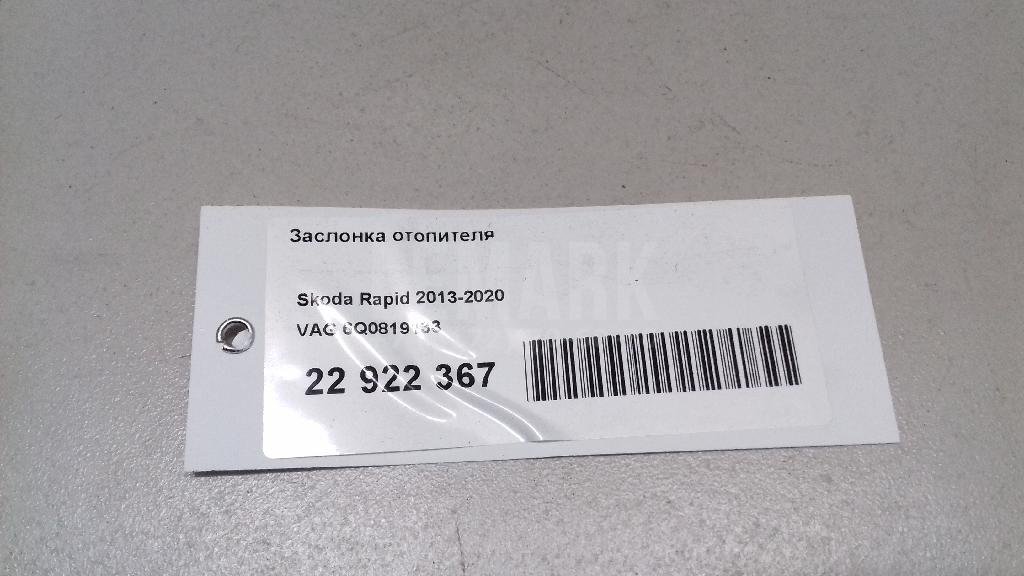 Заслонка отопителя
Skoda Rapid 2013-2020
VAG
22 922 367